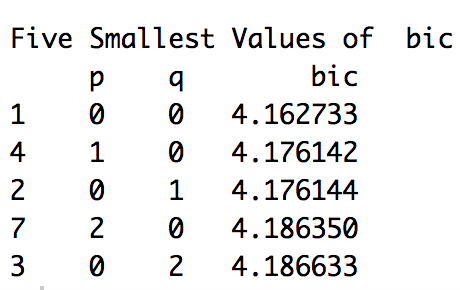 Five Smallest Values of  bic
     p    q        bic
1    0    0   4.162733
4    1    0   4.176142
2    0    1   4.176144
7    2    0   4.186350
3    0    2   4.186633